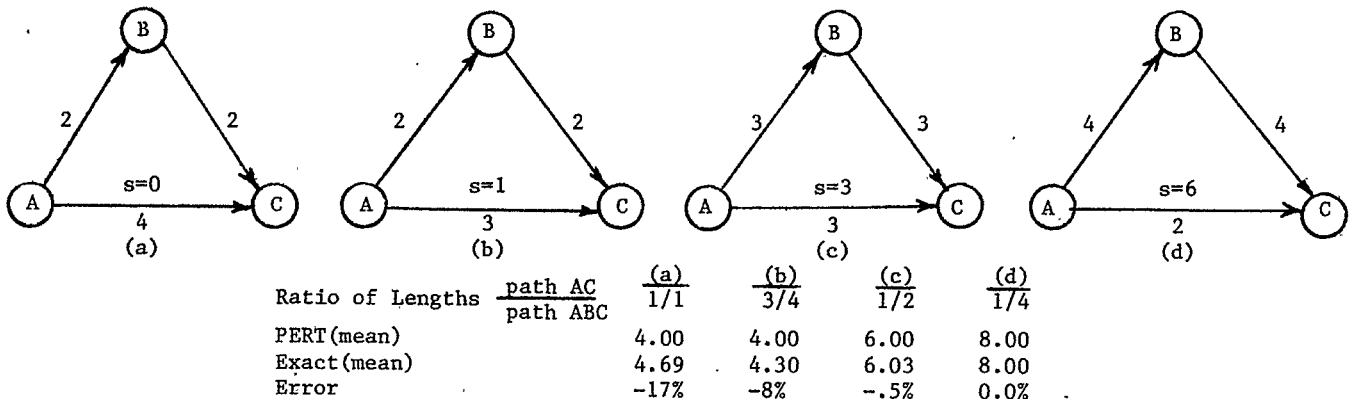 B B B B
2 2 2 2 3 3 4 4
s=0 s=1 s=3 s=6
A C A C A C A C
4 3 3 2
(a) (b) (c) (d)
(a) (b) (c) (d)
Ratio of Lengths path AC 1/1 3/4 1/2 1/4
path ABC
PERT(mean) 4.00 4.00 6.00 8.00
Exact(mean) 4.69 4.30 6.03 8.00
Error -17% -8% -.5% 0.0%